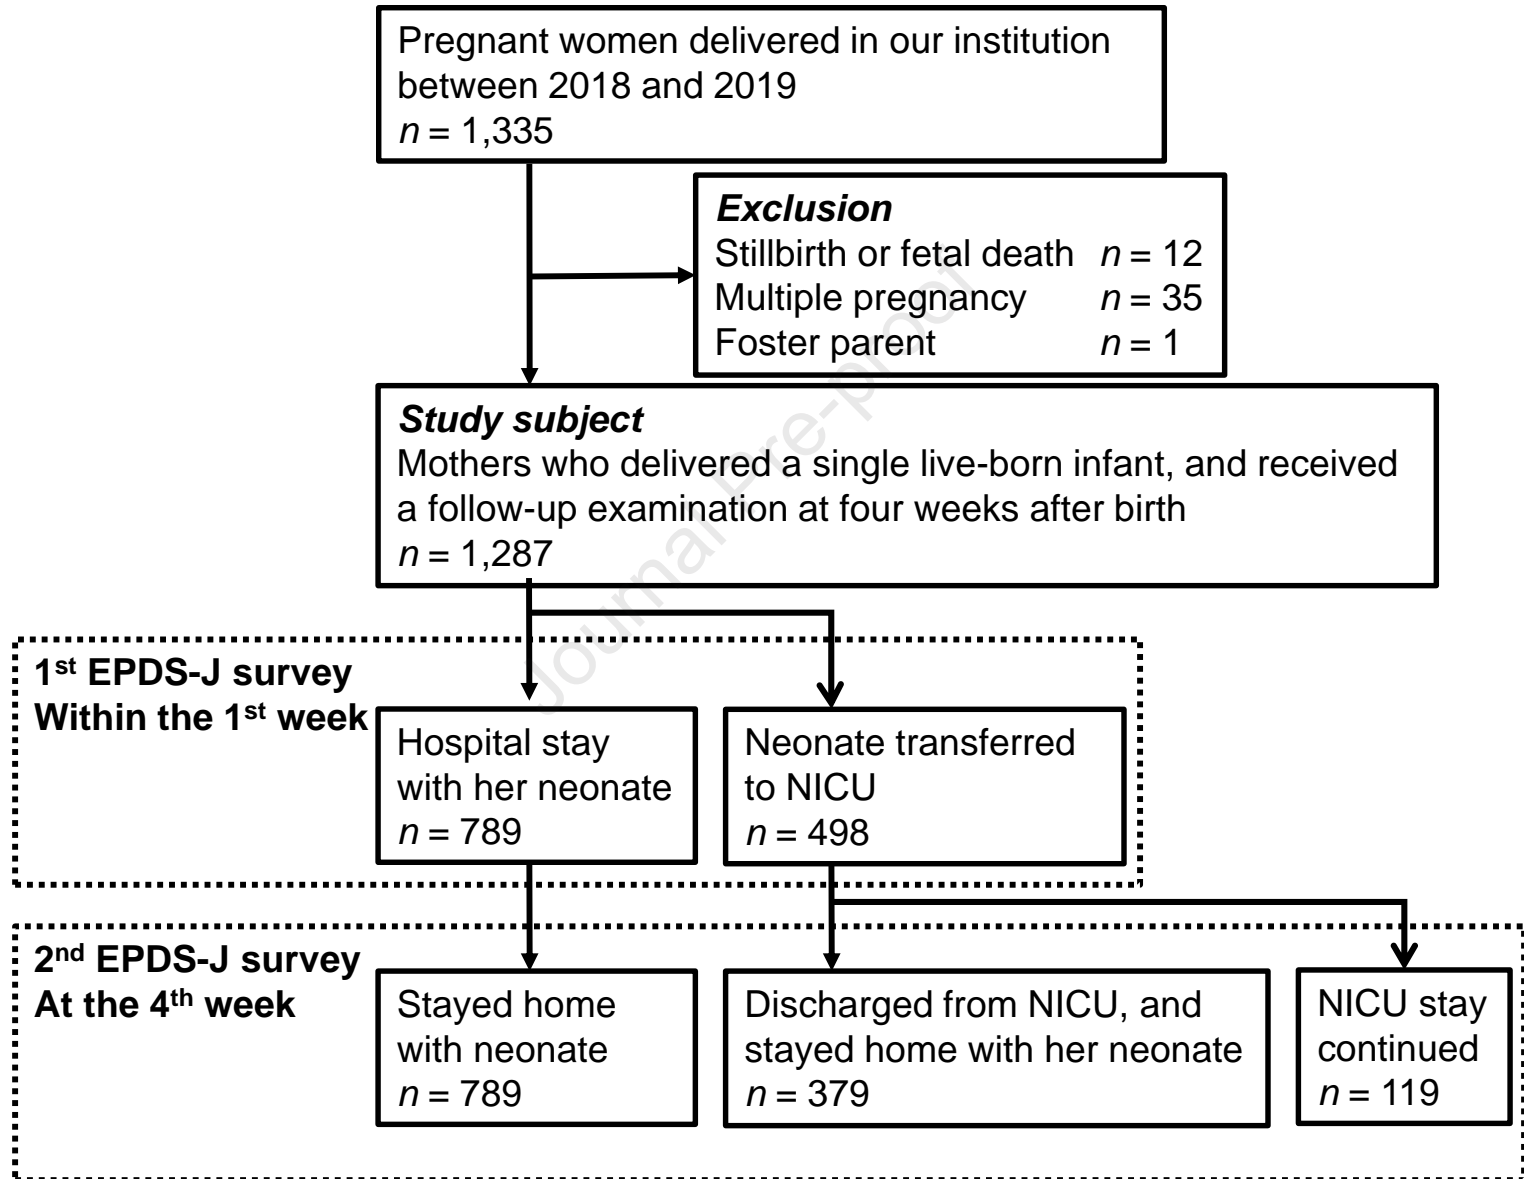 Pregnant women delivered in our institution
between 2018 and 2019
n = 1,335
Exclusion
Stillbirth or fetal death n = 12
Multiple pregnancy n = 35
Foster parent n = 1
Study subject
Mothers who delivered a single live-born infant, and received
a follow-up examination at four weeks after birth
n = 1,287
1st EPDS-J survey
Within the 1st week
Hospital stay
with her neonate
n = 789
Neonate transferred
to NICU
n = 498
2nd EPDS-J survey
At the 4th week
Stayed home
with neonate
n = 789
Discharged from NICU, and
stayed home with her neonate
n = 379
NICU stay
continued
n = 119
Journal Pre-proof